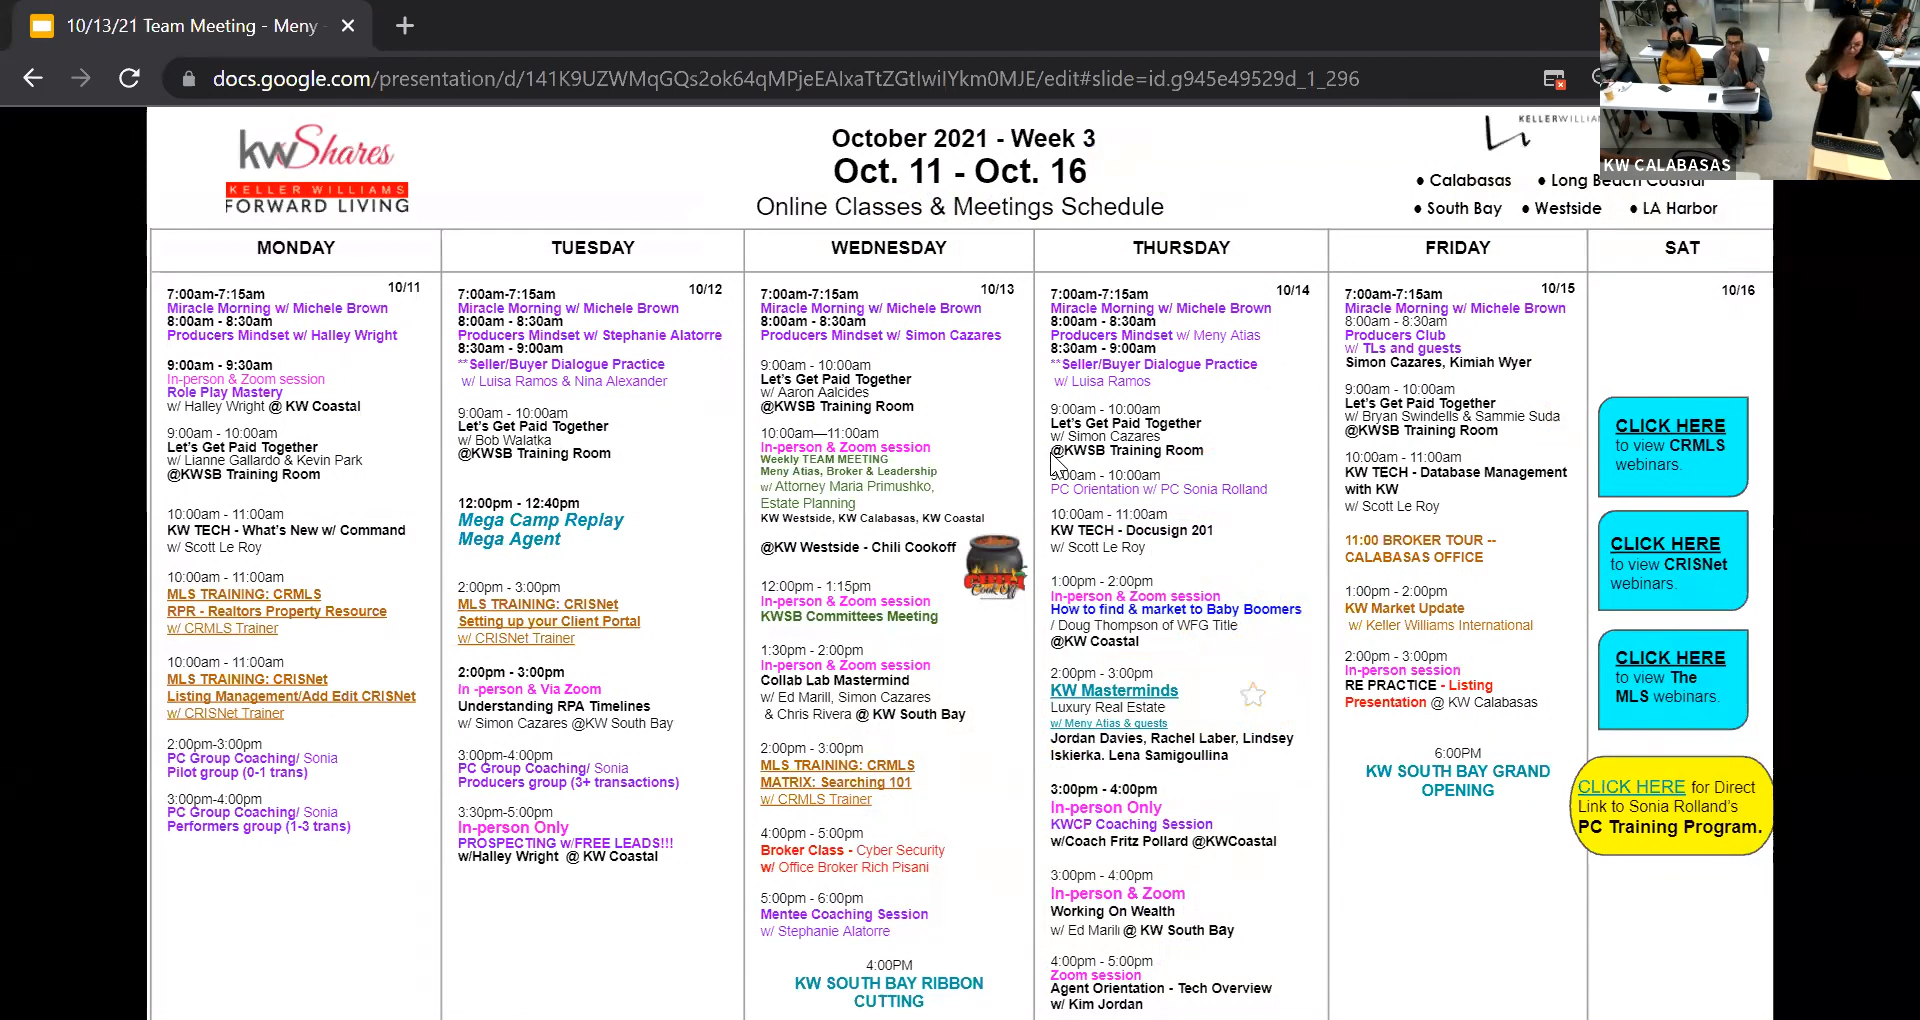 10/13/21 Team Meeting - Meny
docs.google.com/presentation/d/141K9UZWMqGQs2ok64qMPjeEAIxaTtZGtIwiIYkm0MJE/edit#slide=id.g945e49529d_1_296
KW CALABASAS
kwShares
KELLER WILLIAMS
FORWARD LIVING
October 2021 - Week 3
Oct. 11 - Oct. 16
Online Classes & Meetings Schedule
• Calabasas • Long Beach Coastal
• South Bay • Westside • LA Harbor
MONDAY
10/11
7:00am-7:15am
Miracle Morning w/ Michele Brown
8:00am - 8:30am
Producers Mindset w/ Halley Wright
9:00am - 9:30am
In-person & Zoom session
Role Play Mastery
w/ Halley Wright @ KW Coastal
9:00am - 10:00am
Let's Get Paid Together
w/ Lianne Gallardo & Kevin Park
@KWSB Training Room
10:00am - 11:00am
KW TECH - What's New w/ Command
w/ Scott Le Roy
10:00am - 11:00am
MLS TRAINING: CRMLS
RPR - Realtors Property Resource
w/ CRMLS Trainer
10:00am - 11:00am
MLS TRAINING: CRISNet
Listing Management/Add Edit CRISNet
w/ CRISNet Trainer
2:00pm-3:00pm
PC Group Coaching/ Sonia
Pilot group (0-1 trans)
3:00pm-4:00pm
PC Group Coaching/ Sonia
Performers group (1-3 trans)
TUESDAY
10/12
7:00am-7:15am
Miracle Morning w/ Michele Brown
8:00am - 8:30am
Producers Mindset w/ Stephanie Alatorre
8:30am - 9:00am
**Seller/Buyer Dialogue Practice
w/ Luisa Ramos & Nina Alexander
9:00am - 10:00am
Let's Get Paid Together
w/ Bob Walatka
@KWSB Training Room
12:00pm - 12:40pm
Mega Camp Replay
Mega Agent
2:00pm - 3:00pm
MLS TRAINING: CRISNet
Setting up your Client Portal
w/ CRISNet Trainer
2:00pm - 3:00pm
In -person & Via Zoom
Understanding RPA Timelines
w/ Simon Cazares @KW South Bay
3:00pm-4:00pm
PC Group Coaching/ Sonia
Producers group (3+ transactions)
3:30pm-5:00pm
In-person Only
PROSPECTING w/FREE LEADS!!!
w/Halley Wright @ KW Coastal
WEDNESDAY
10/13
7:00am-7:15am
Miracle Morning w/ Michele Brown
8:00am - 8:30am
Producers Mindset w/ Simon Cazares
9:00am - 10:00am
Let's Get Paid Together
w/ Aaron Aalcides
@KWSB Training Room
10:00am—11:00am
In-person & Zoom session
Weekly TEAM MEETING
Meny Atias, Broker & Leadership
w/ Attorney Maria Primushko,
Estate Planning
KW Westside, KW Calabasas, KW Coastal
@KW Westside - Chili Cookoff
12:00pm - 1:15pm
In-person & Zoom session
KWSB Committees Meeting
1:30pm - 2:00pm
In-person & Zoom session
Collab Lab Mastermind
w/ Ed Marill, Simon Cazares
& Chris Rivera @ KW South Bay
2:00pm - 3:00pm
MLS TRAINING: CRMLS
MATRIX: Searching 101
w/ CRMLS Trainer
4:00pm - 5:00pm
Broker Class - Cyber Security
w/ Office Broker Rich Pisani
5:00pm - 6:00pm
Mentee Coaching Session
w/ Stephanie Alatorre
4:00PM
KW SOUTH BAY RIBBON
CUTTING
THURSDAY
10/14
7:00am-7:15am
Miracle Morning w/ Michele Brown
8:00am - 8:30am
Producers Mindset w/ Meny Atias
8:30am - 9:00am
**Seller/Buyer Dialogue Practice
w/ Luisa Ramos
9:00am - 10:00am
Let's Get Paid Together
w/ Simon Cazares
@KWSB Training Room
9:00am - 10:00am
PC Orientation w/ PC Sonia Rolland
10:00am - 11:00am
KW TECH - Docusign 201
w/ Scott Le Roy
1:00pm - 2:00pm
In-person & Zoom session
How to find & market to Baby Boomers
/ Doug Thompson of WFG Title
@KW Coastal
2:00pm - 3:00pm
KW Masterminds
Luxury Real Estate
w/ Meny Atias & guests
Jordan Davies, Rachel Laber, Lindsey
Iskierka. Lena Samigoullina
3:00pm - 4:00pm
In-person Only
KWCP Coaching Session
w/Coach Fritz Pollard @KWCoastal
3:00pm - 4:00pm
In-person & Zoom
Working On Wealth
w/ Ed Marill @ KW South Bay
4:00pm - 5:00pm
Zoom session
Agent Orientation - Tech Overview
w/ Kim Jordan
FRIDAY
10/15
7:00am-7:15am
Miracle Morning w/ Michele Brown
8:00am - 8:30am
Producers Club
w/ TLs and guests
Simon Cazares, Kimiah Wyer
9:00am - 10:00am
Let's Get Paid Together
w/ Bryan Swindells & Sammie Suda
@KWSB Training Room
10:00am - 11:00am
KW TECH - Database Management
with KW
w/ Scott Le Roy
11:00 BROKER TOUR --
CALABASAS OFFICE
1:00pm - 2:00pm
KW Market Update
w/ Keller Williams International
2:00pm - 3:00pm
In-person session
RE PRACTICE - Listing
Presentation @ KW Calabasas
6:00PM
KW SOUTH BAY GRAND
OPENING
SAT
10/16
CLICK HERE
to view CRMLS
webinars.
CLICK HERE
to view CRISNet
webinars.
CLICK HERE
to view The
MLS webinars.
CLICK HERE for Direct
Link to Sonia Rolland's
PC Training Program.